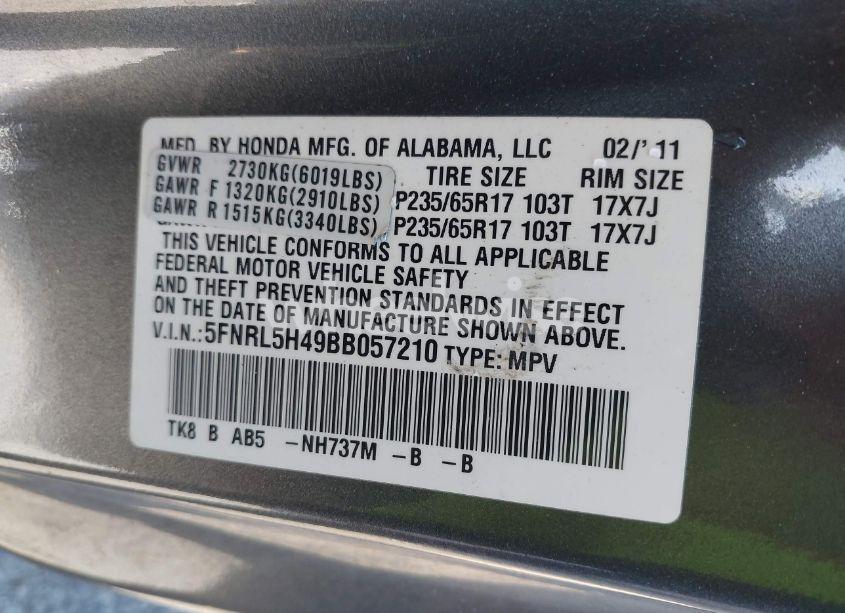 MFD. BY HONDA MFG. OF ALABAMA, LLC 02/'11
GVWR 2730KG(6019LBS) TIRE SIZE RIM SIZE
GAWR F 1320KG(2910LBS) P235/65R17 103T 17X7J
GAWR R 1515KG(3340LBS) P235/65R17 103T 17X7J
THIS VEHICLE CONFORMS TO ALL APPLICABLE
FEDERAL MOTOR VEHICLE SAFETY
AND THEFT PREVENTION STANDARDS IN EFFECT
ON THE DATE OF MANUFACTURE SHOWN ABOVE.
V.I.N.:5FNRL5H49BB057210 TYPE: MPV
TK8 B AB5 -NH737M -B -B